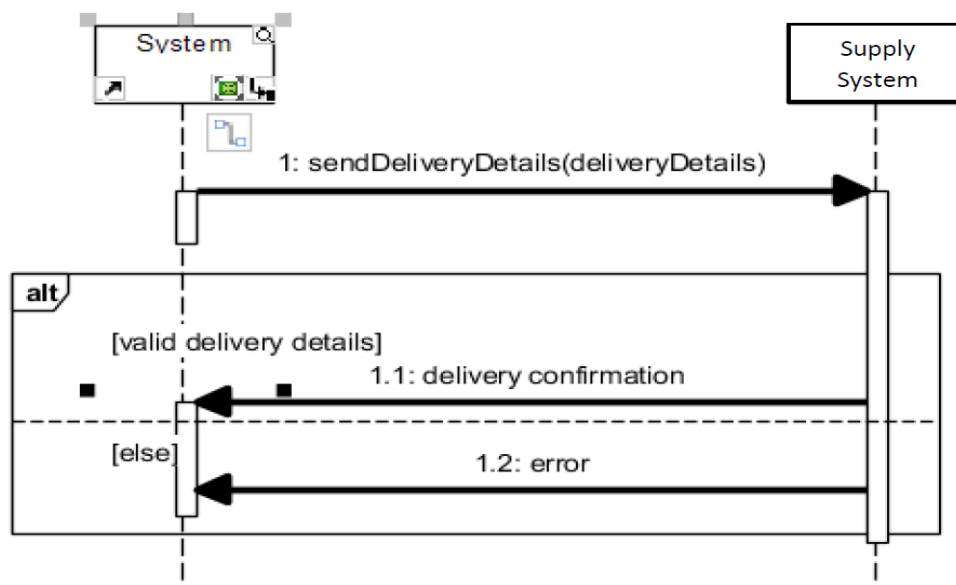 System
Supply
System
1: sendDeliveryDetails(deliveryDetails)
alt
[valid delivery details]
1.1: delivery confirmation
[else]
1.2: error